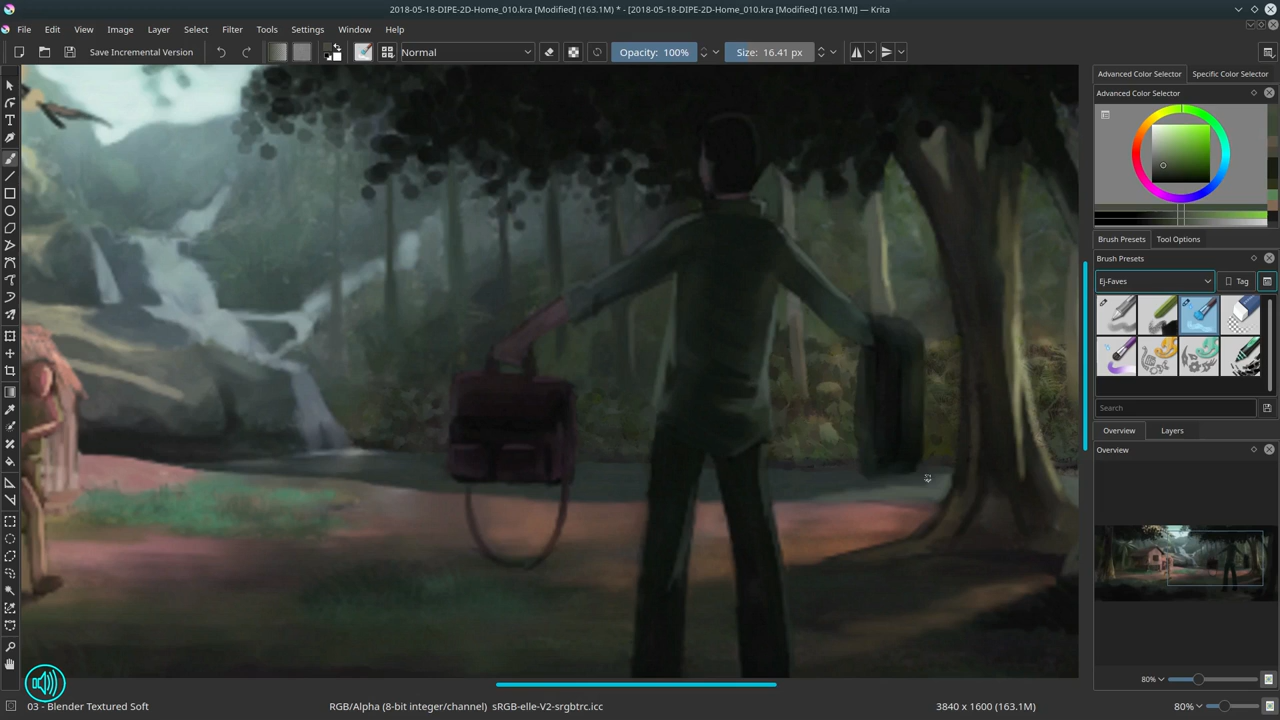 2018-05-18-DIPE-2D-Home_010.kra [Modified] (163.1M) * - [2018-05-18-DIPE-2D-Home_010.kra [Modified] (163.1M)] — Krita
File Edit View Image Layer Select Filter Tools Settings Window Help
Save Incremental Version Normal Opacity: 100% Size: 16.41 px
Advanced Color Selector Specific Color Selector
Advanced Color Selector
Brush Presets Tool Options
Brush Presets
Ej-Faves Tag
Search
Overview Layers
Overview
80%
03 - Blender Textured Soft RGB/Alpha (8-bit integer/channel) sRGB-elle-V2-srgbtrc.icc 3840 x 1600 (163.1M) 80%